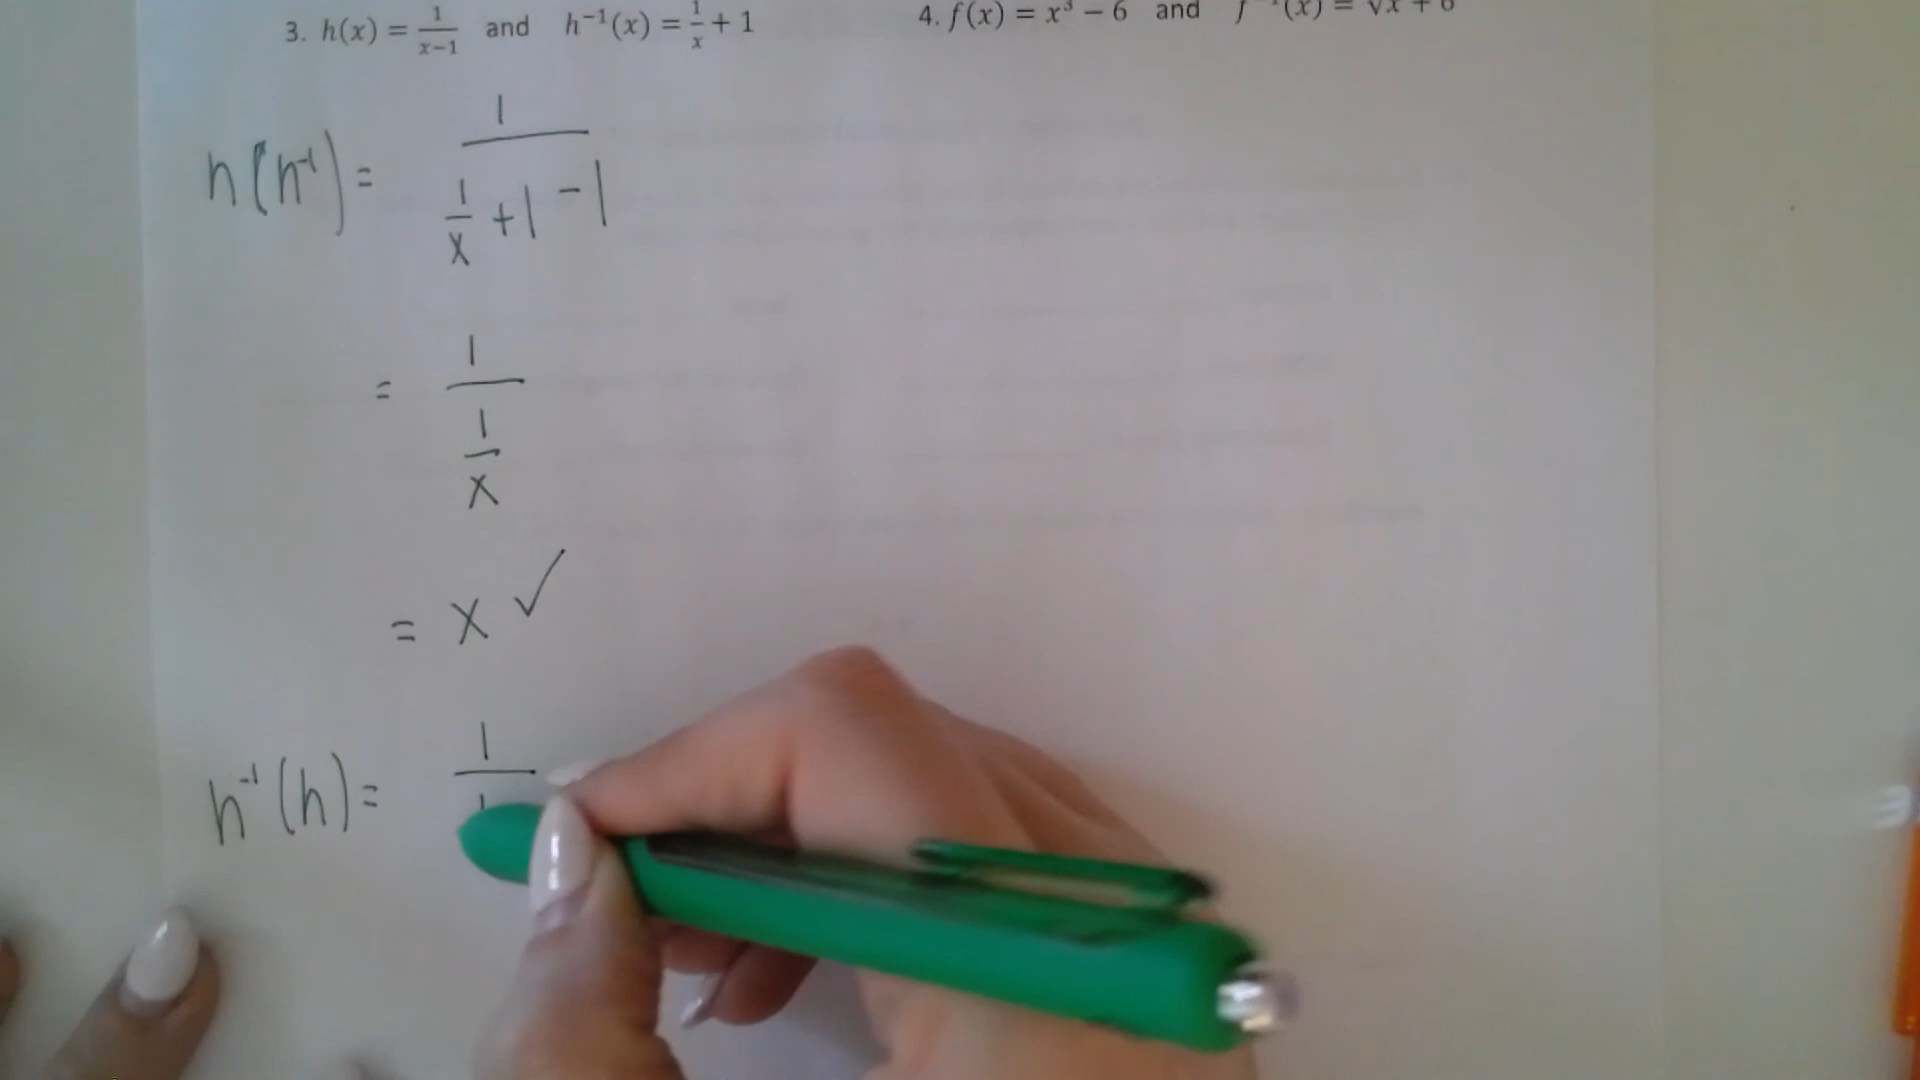 3. h(x) = 1/(x−1) and h⁻¹(x) = 1/x + 1
4. f(x) = x³ − 6 and
h(h⁻¹) = 1/(1/x + 1 − 1)
= 1/(1/x)
= x ✓
h⁻¹(h) = 1/1